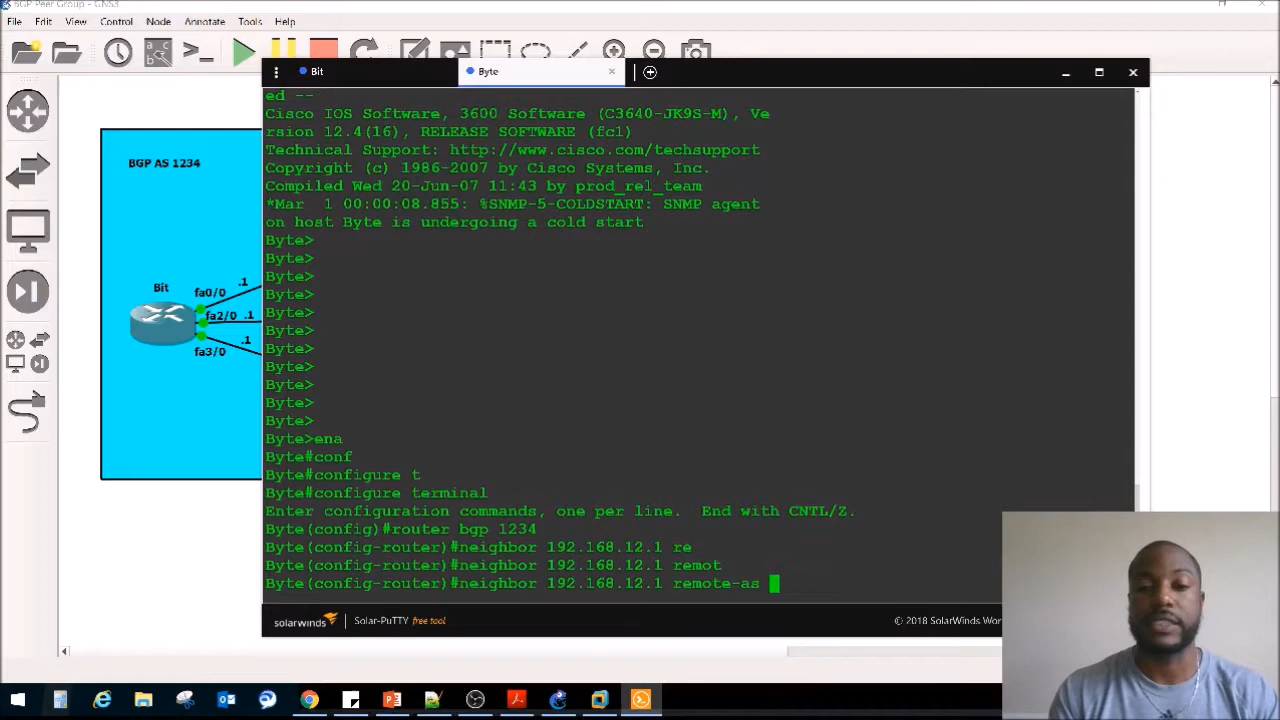 BGP Peer Group - GNS3
File Edit View Control Node Annotate Tools Help
Bit
Byte
ed --
Cisco IOS Software, 3600 Software (C3640-JK9S-M), Ve
rsion 12.4(16), RELEASE SOFTWARE (fc1)
Technical Support: http://www.cisco.com/techsupport
Copyright (c) 1986-2007 by Cisco Systems, Inc.
Compiled Wed 20-Jun-07 11:43 by prod_rel_team
*Mar  1 00:00:08.855: %SNMP-5-COLDSTART: SNMP agent
on host Byte is undergoing a cold start
Byte>
Byte>
Byte>
Byte>
Byte>
Byte>
Byte>
Byte>
Byte>
Byte>
Byte>
Byte>ena
Byte#conf
Byte#configure t
Byte#configure terminal
Enter configuration commands, one per line.  End with CNTL/Z.
Byte(config)#router bgp 1234
Byte(config-router)#neighbor 192.168.12.1 re
Byte(config-router)#neighbor 192.168.12.1 remot
Byte(config-router)#neighbor 192.168.12.1 remote-as
BGP AS 1234
Bit
fa0/0 .1
fa2/0 .1
fa3/0 .1
solarwinds Solar-PuTTY free tool
© 2018 SolarWinds Wor